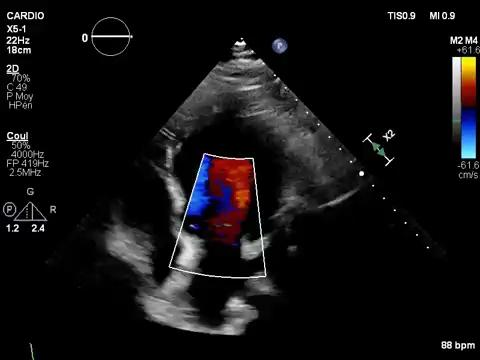 CARDIO
X5-1
22Hz
18cm
2D
70%
C 49
P Moy
HPén
Coul
50%
4000Hz
FP 419Hz
2.5MHz
G
P R
1.2 2.4
0
P
TIS0.9 MI 0.9
M2 M4
+61.6
-61.6
cm/s
X2
88 bpm